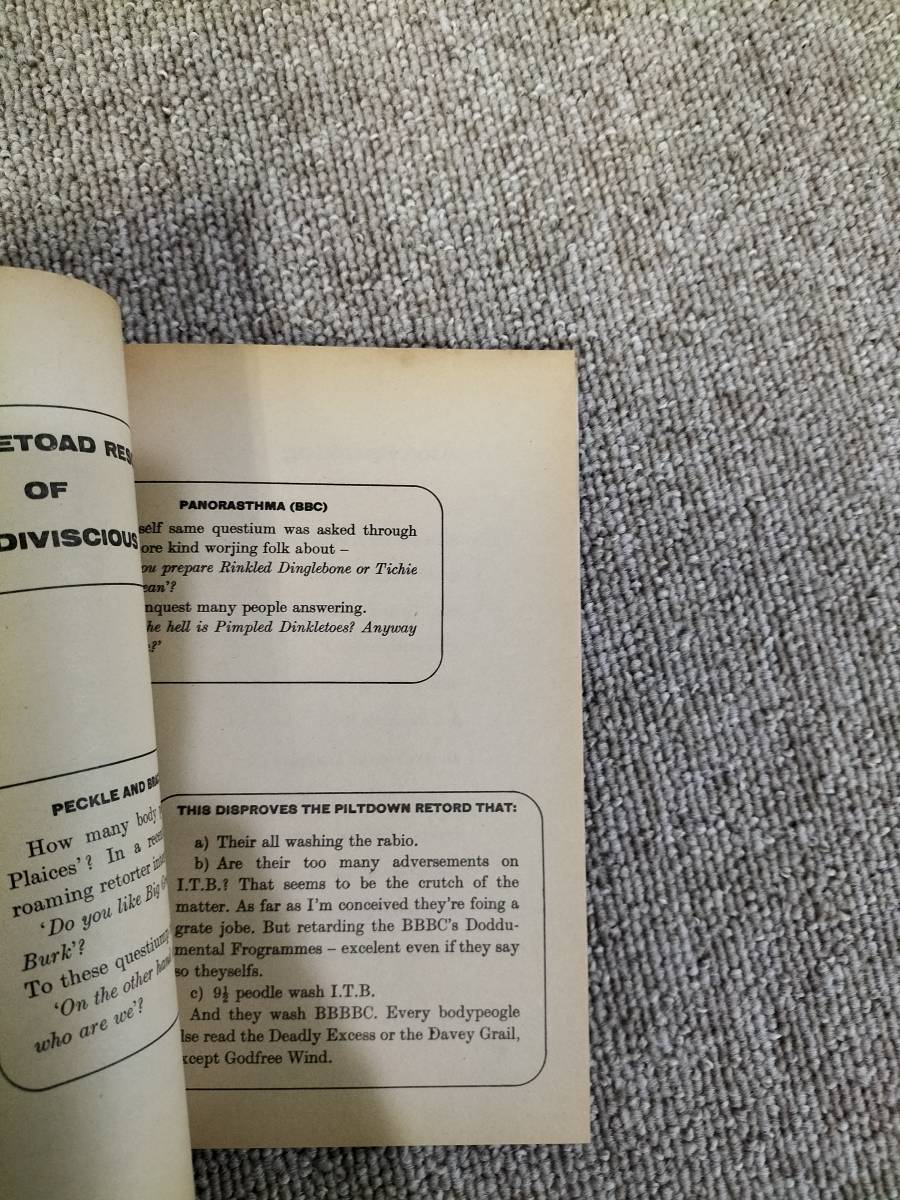 ETOAD RES
OF
DIVISCIOUS
PECKLE AND
How many body
Plaices'? In a
roaming retorter
'Do you like Big
Burk'?
To these questiump
'On the other hand
who are we'?
PANORASTHMA (BBC)
self same questium was asked through
ore kind worjing folk about –
ou prepare Rinkled Dinglebone or Tichie
ean'?
nquest many people answering.
he hell is Pimpled Dinkletoes? Anyway
?'
THIS DISPROVES THE PILTDOWN RETORD THAT:
a) Their all washing the rabio.
b) Are their too many adversements on
I.T.B.? That seems to be the crutch of the
matter. As far as I'm conceived they're foing a
grate jobe. But retarding the BBBC's Doddu-
mental Frogrammes – excelent even if they say
so theyselfs.
c) 9½ peodle wash I.T.B.
And they wash BBBBC. Every bodypeogle
lse read the Deadly Excess or the Davey Grail,
xcept Godfree Wind.